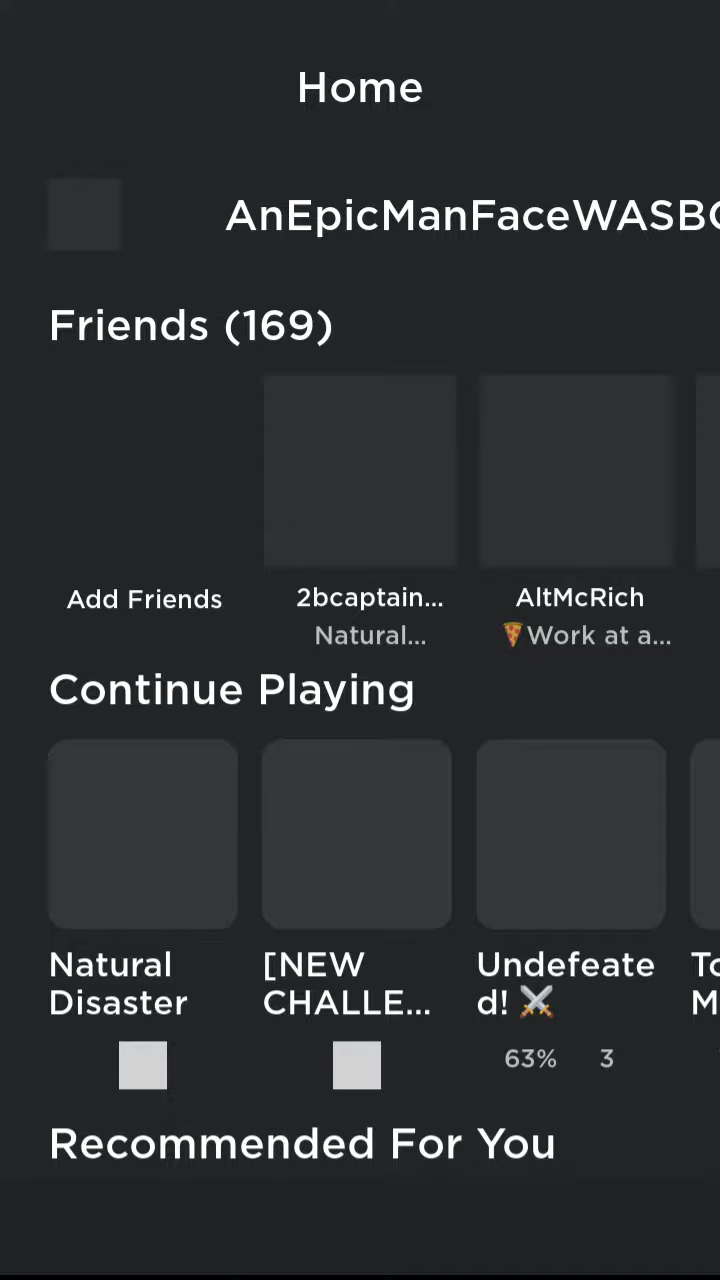 Home
AnEpicManFaceWASB
Friends (169)
Add Friends
2bcaptain...
AltMcRich
Natural...
🍕Work at a...
Continue Playing
Natural
Disaster
[NEW
CHALLE...
Undefeate
d! ⚔️
To
M
63% 3
Recommended For You